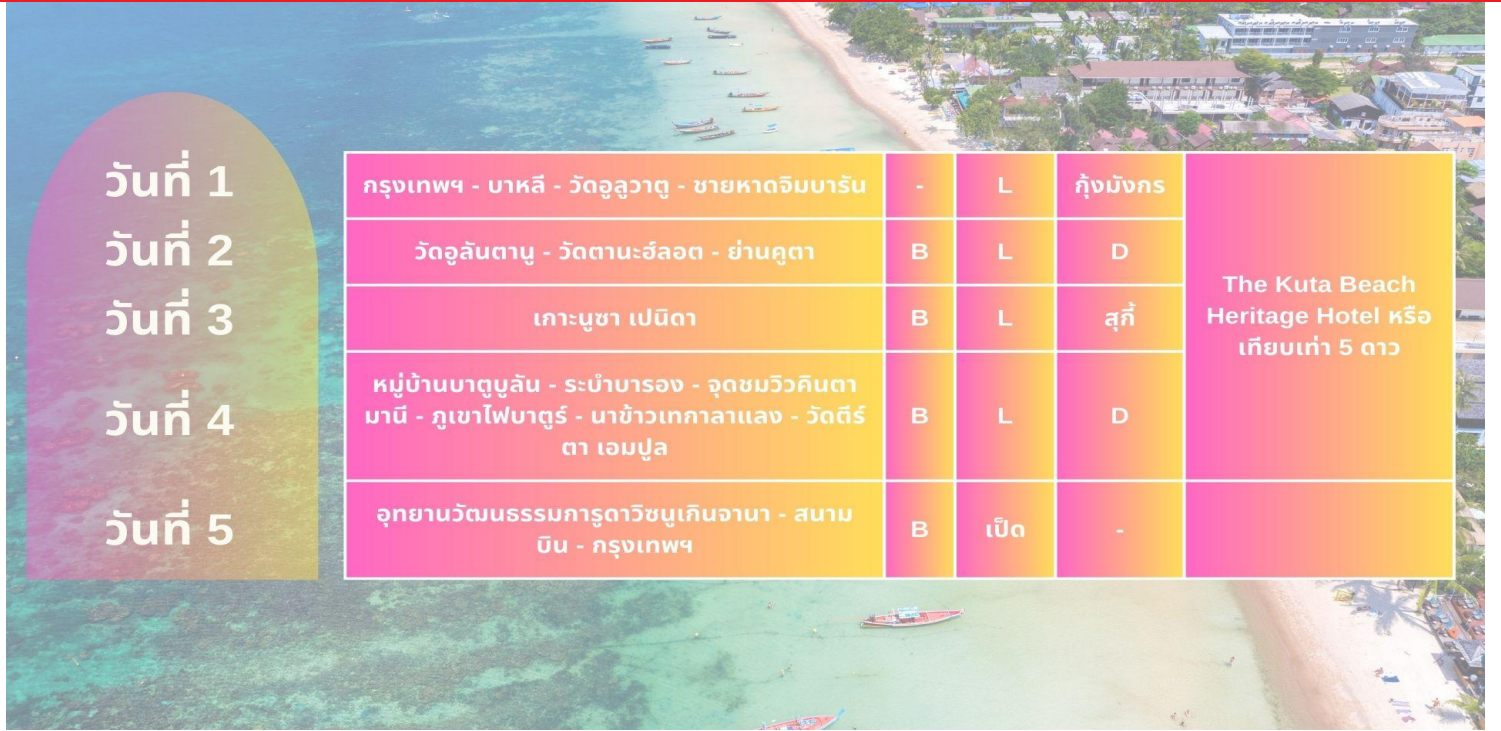 วันที่ 1
กรุงเทพฯ - บาหลี - วัดอูลูวาตู - ชายหาดจิมบารัน
-
L
กุ้งมังกร
วันที่ 2
วัดอูลันตานู - วัดตานะฮ์ลอต - ย่านคูตา
B
L
D
วันที่ 3
เกาะนูซา เปนิดา
B
L
สุกี้
The Kuta Beach
Heritage Hotel หรือ
เทียบเท่า 5 ดาว
วันที่ 4
หมู่บ้านบาตูบูลัน - ระบำบารอง - จุดชมวิวคินตา
มานี - ภูเขาไฟบาตูร์ - นาข้าวเทกาลาแลง - วัดตีร์
ตา เอมปูล
B
L
D
วันที่ 5
อุทยานวัฒนธรรมการูดาวิซนูเกินจานา - สนาม
บิน - กรุงเทพฯ
B
เป็ด
-